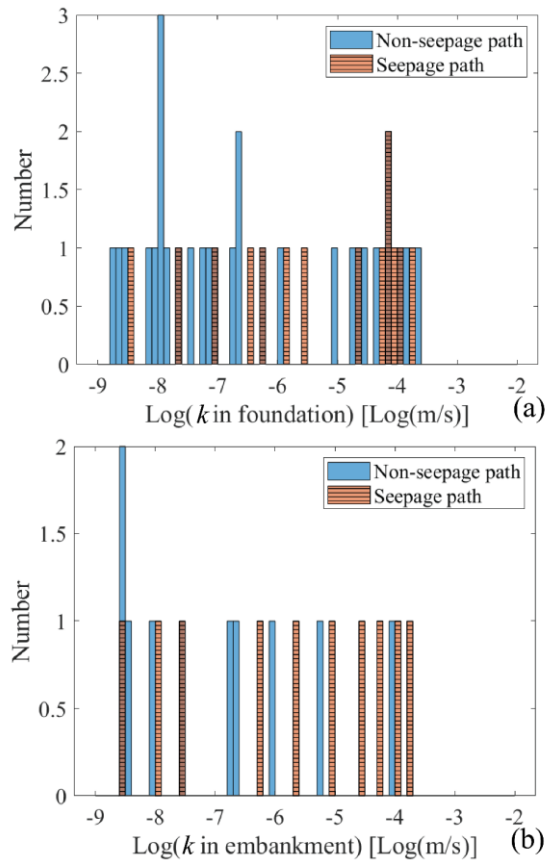 3
2.5
2
1.5
1
0.5
0
Number
Non-seepage path
Seepage path
-9 -8 -7 -6 -5 -4 -3 -2
Log(k in foundation) [Log(m/s)]
(a)
2
1.5
1
0.5
0
Number
Non-seepage path
Seepage path
-9 -8 -7 -6 -5 -4 -3 -2
Log(k in embankment) [Log(m/s)]
(b)